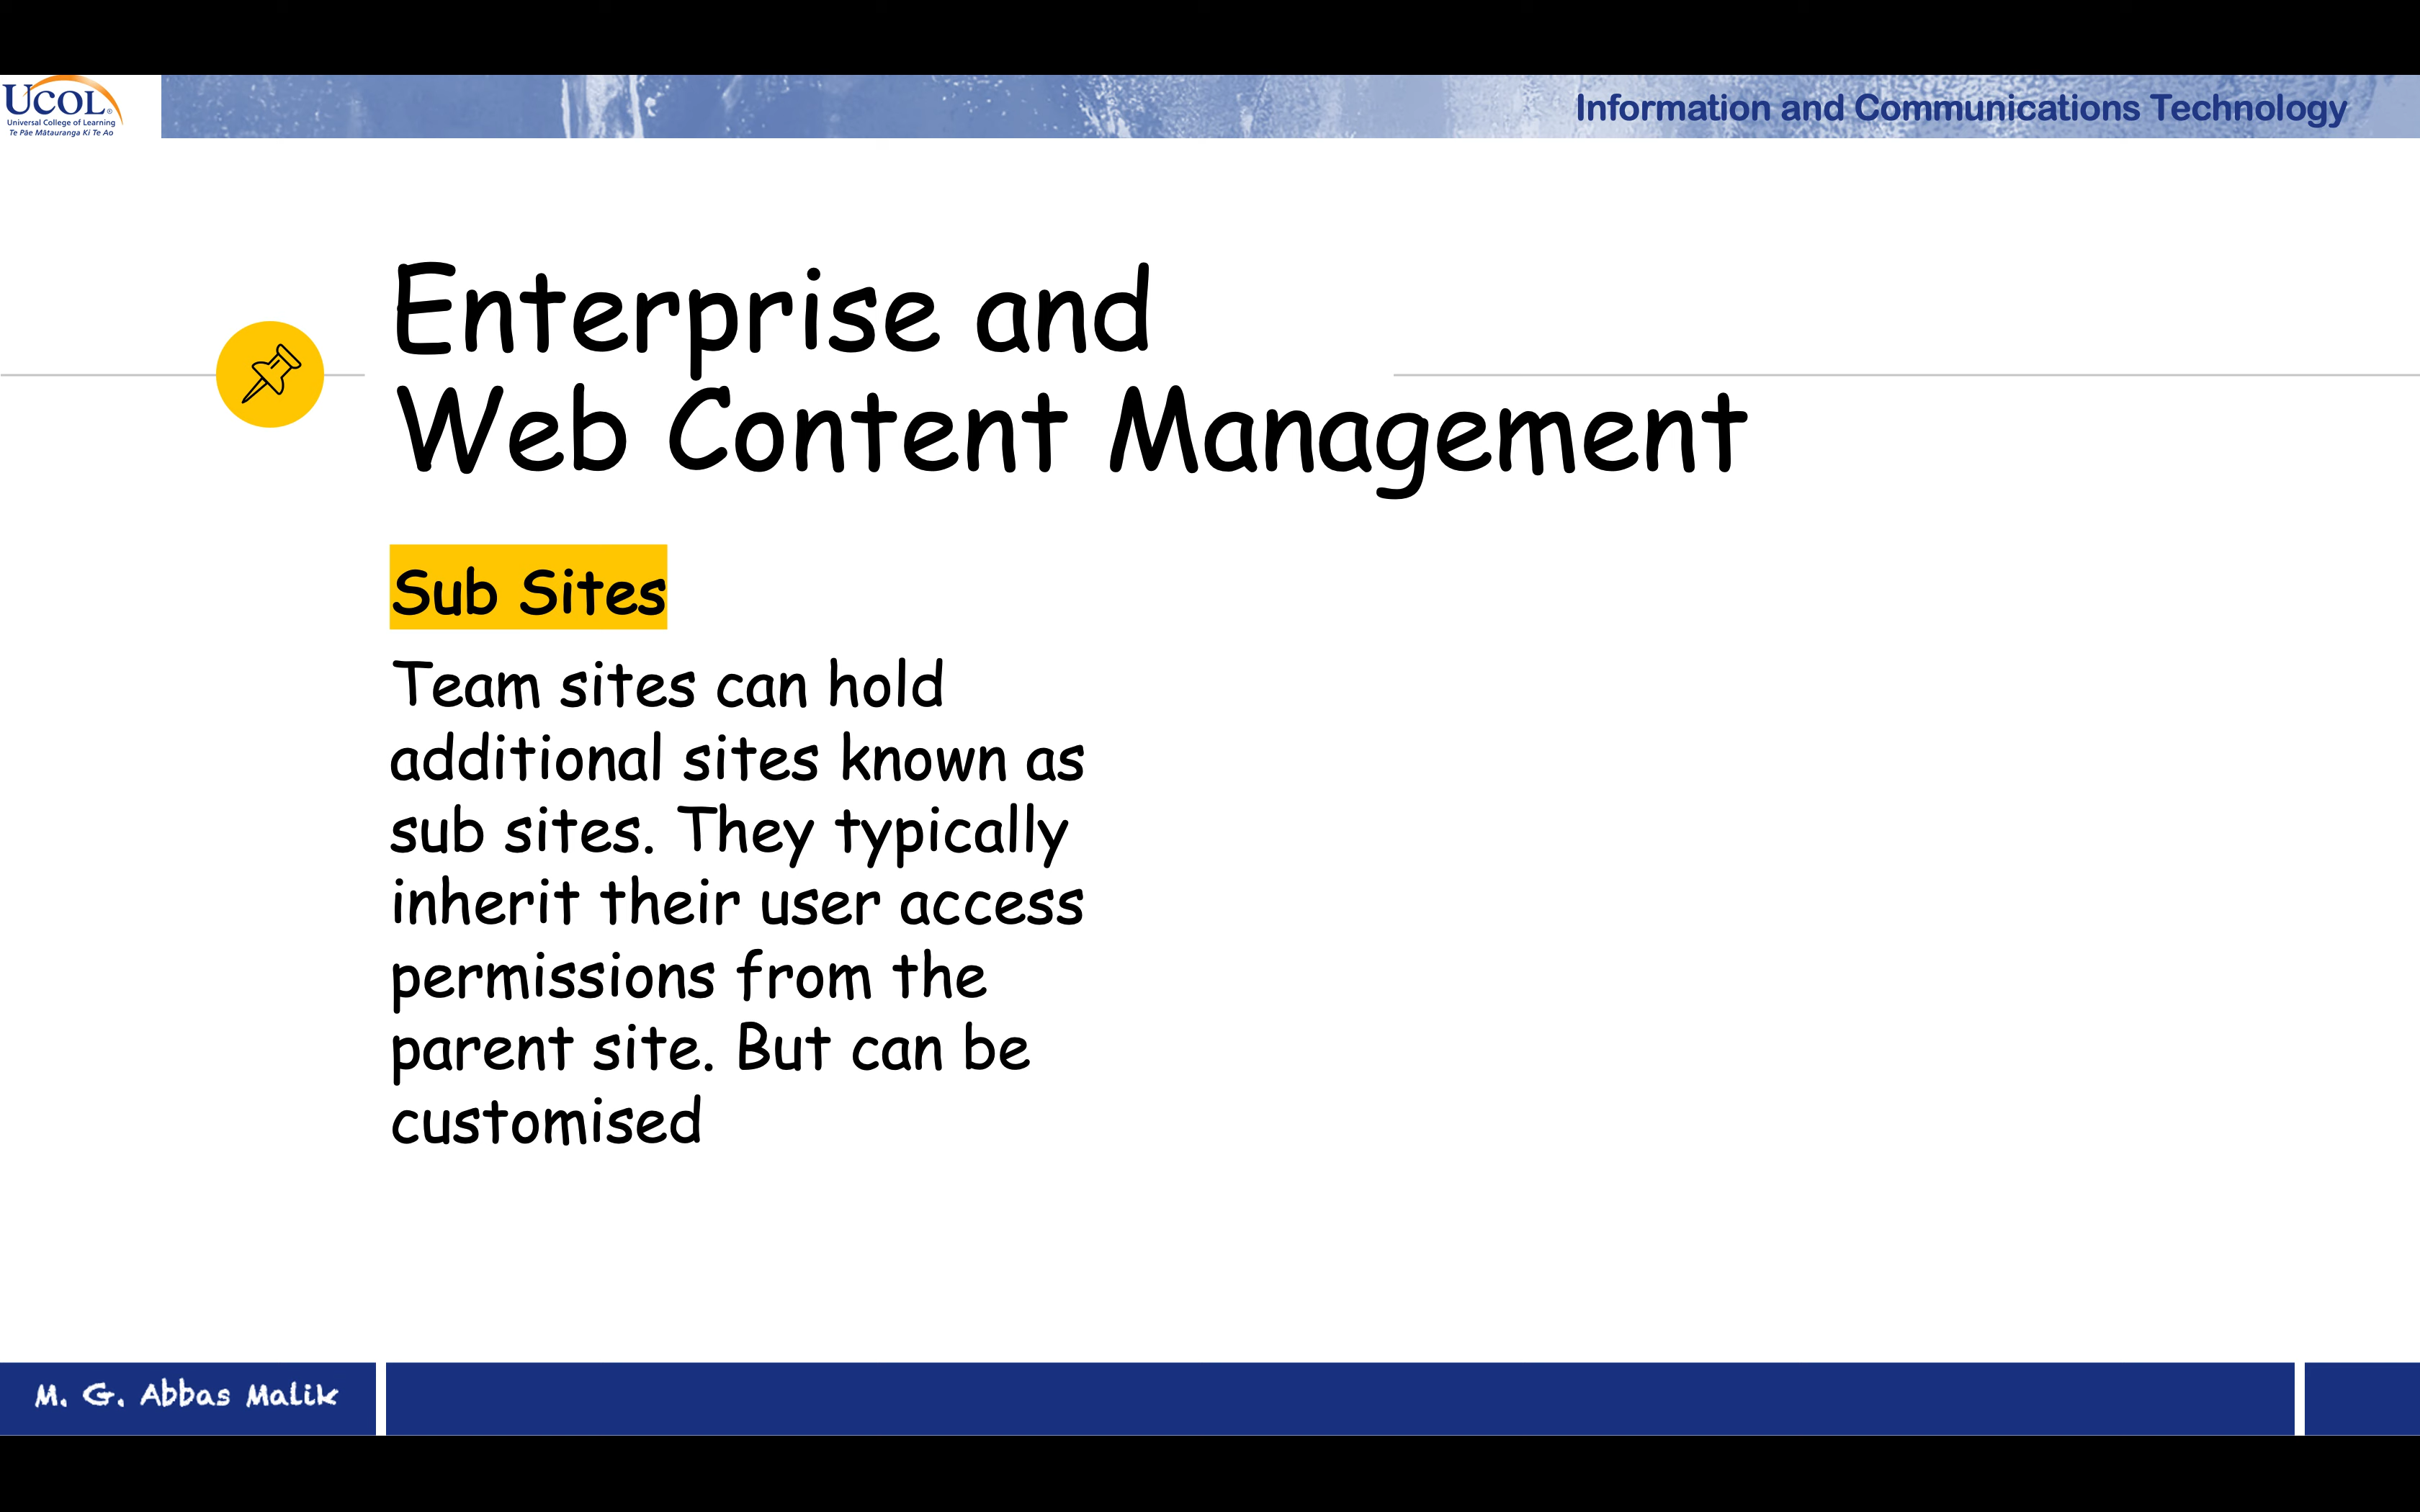 UCOL®
Universal College of Learning
Te Pāe Mātauranga Ki Te Ao
Information and Communications Technology
Enterprise and
Web Content Management
Sub Sites
Team sites can hold
additional sites known as
sub sites. They typically
inherit their user access
permissions from the
parent site. But can be
customised
M. G. Abbas Malik